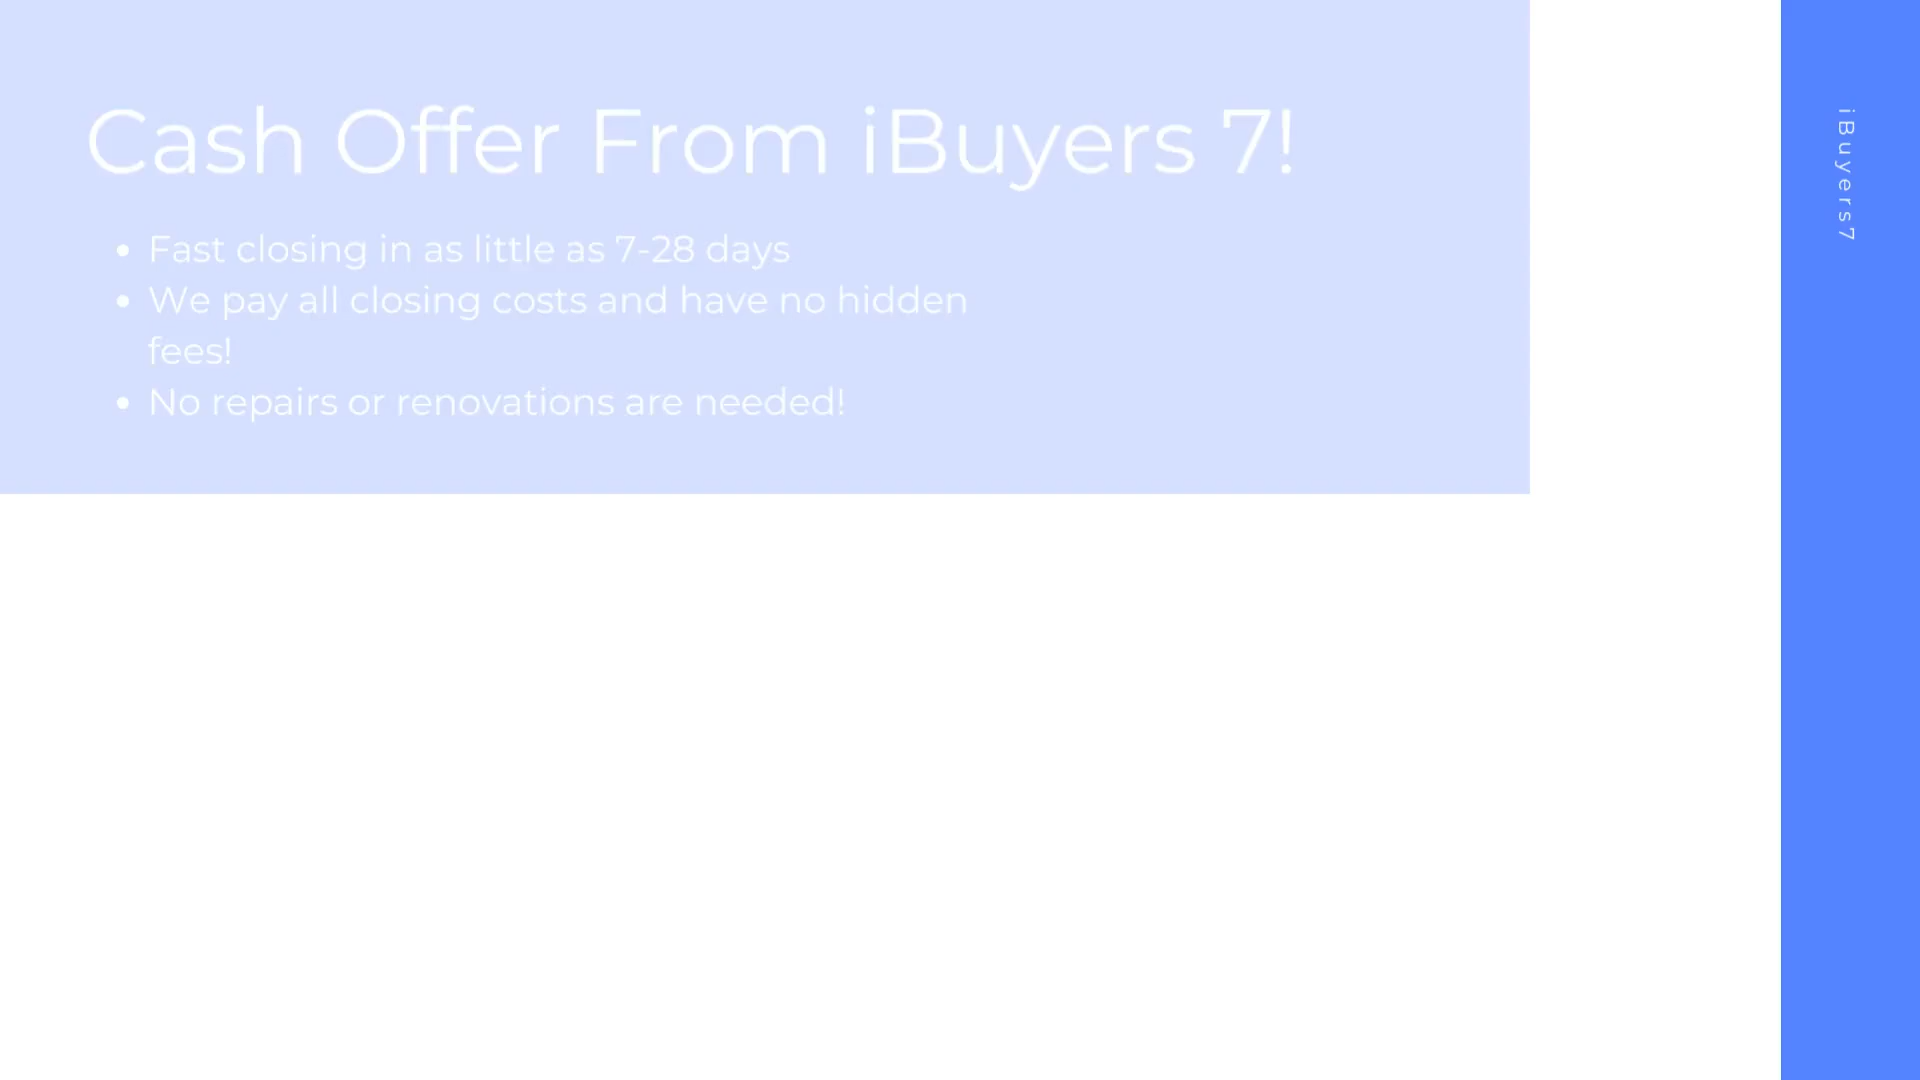 Cash Offer From iBuyers 7!
• Fast closing in as little as 7-28 days
• We pay all closing costs and have no hidden
fees!
• No repairs or renovations are needed!
iBuyers7